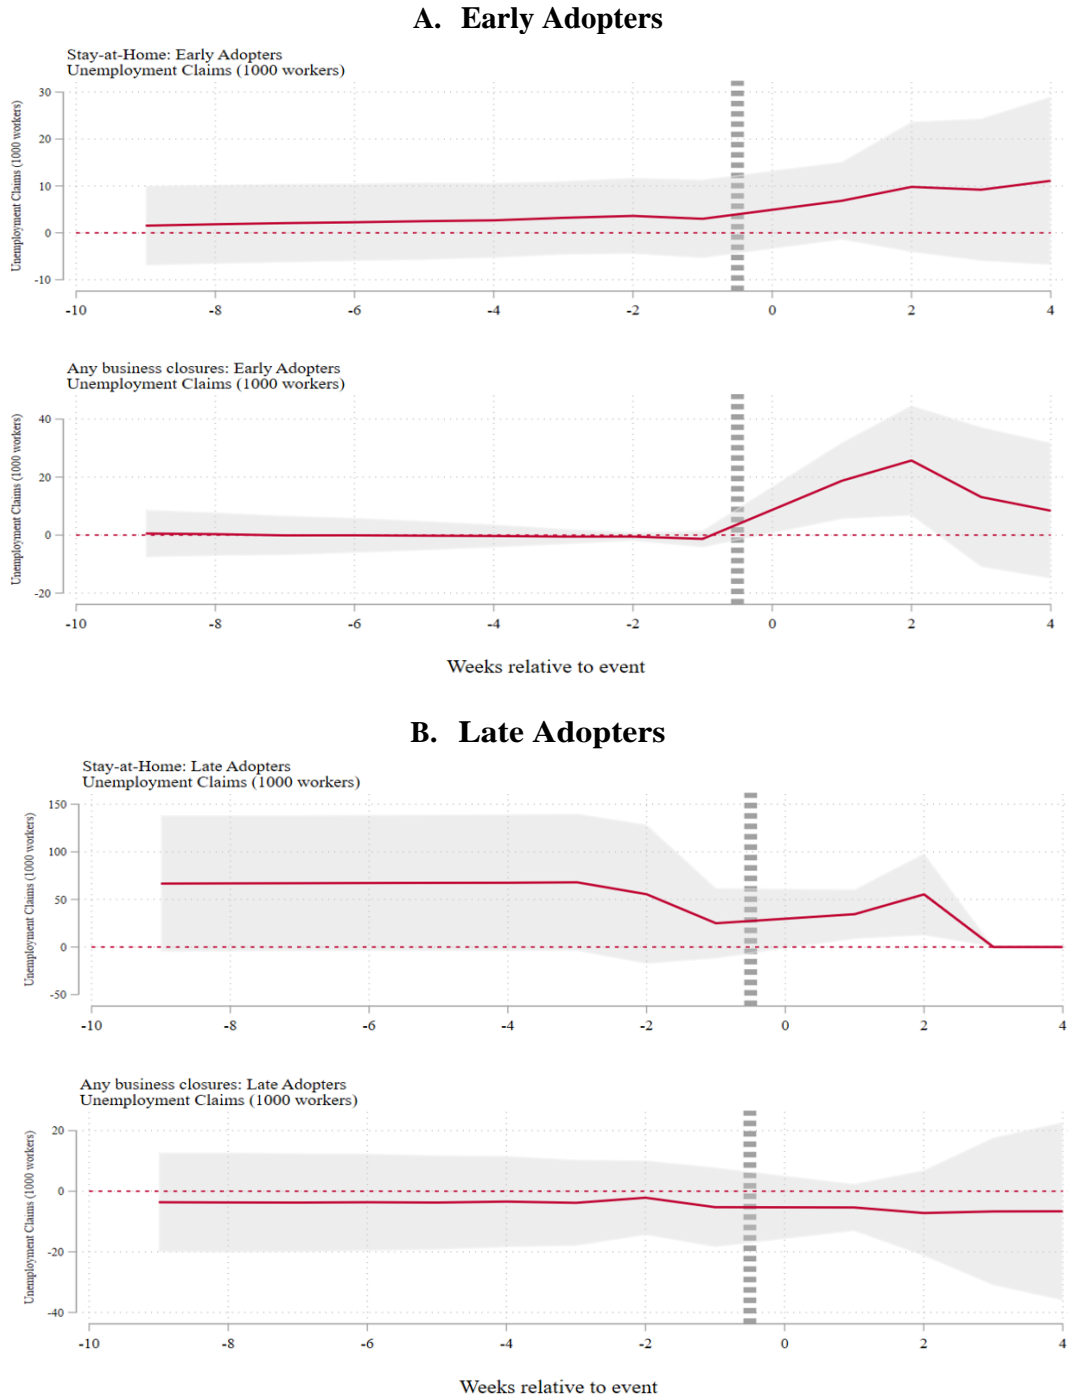 A. Early Adopters
Stay-at-Home: Early Adopters
Unemployment Claims (1000 workers)
Unemployment Claims (1000 workers)
30
20
10
0
-10
-10 -8 -6 -4 -2 0 2 4
Any business closures: Early Adopters
Unemployment Claims (1000 workers)
Unemployment Claims (1000 workers)
40
20
0
-20
-10 -8 -6 -4 -2 0 2 4
Weeks relative to event
B. Late Adopters
Stay-at-Home: Late Adopters
Unemployment Claims (1000 workers)
Unemployment Claims (1000 workers)
150
100
50
0
-50
-10 -8 -6 -4 -2 0 2 4
Any business closures: Late Adopters
Unemployment Claims (1000 workers)
Unemployment Claims (1000 workers)
20
0
-20
-40
-10 -8 -6 -4 -2 0 2 4
Weeks relative to event